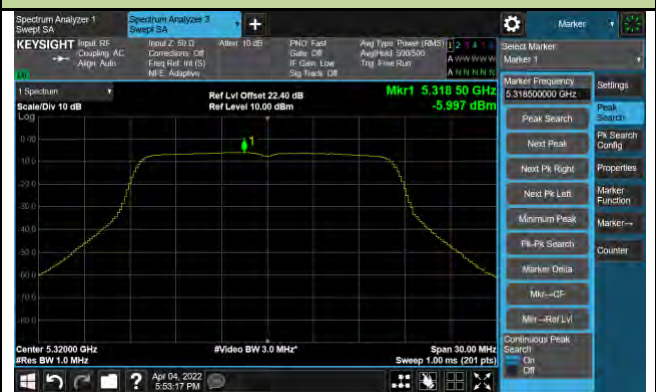 Spectrum Analyzer 1
Swept SA
Spectrum Analyzer 3
Swept SA
+
Marker
KEYSIGHT
Input: RF
Coupling: AC
Align: Auto
Input Z: 50 Ω
Corrections: Off
Freq Ref: Int (S)
NFE: Adaptive
Atten: 10 dB
PNO: Fast
Gate: Off
IF Gain: Low
Sig Track: Off
Avg Type: Power (RMS)
Avg|Hold: 500/500
Trig: Free Run
A W W W W W
A N N N N N
Select Marker
Marker 1
1 Spectrum
Scale/Div 10 dB
Log
Ref Lvl Offset 22.40 dB
Ref Level 10.00 dBm
Mkr1 5.318 50 GHz
-5.997 dBm
1
0.00
-10.0
-20.0
-30.0
-40.0
-50.0
-60.0
-70.0
-80.0
Center 5.32000 GHz
#Res BW 1.0 MHz
#Video BW 3.0 MHz*
Span 30.00 MHz
Sweep 1.00 ms (201 pts)
Marker Frequency
5.318500000 GHz
Peak Search
Next Peak
Next Pk Right
Next Pk Left
Minimum Peak
Pk-Pk Search
Marker Delta
Mkr→CF
Mkr→Ref Lvl
Continuous Peak
Search
On
Off
Settings
Peak
Search
Pk Search
Config
Properties
Marker
Function
Marker→
Counter
?
Apr 04, 2022
5:53:17 PM